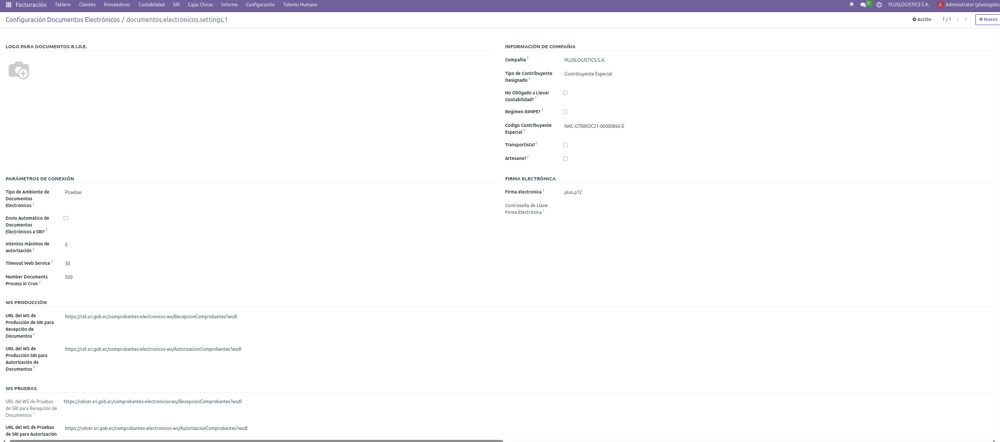 Facturación Tablero Clientes Proveedores Contabilidad SRI Cajas Chicas Informe Configuración Talento Humano 5 PLUSLOGISTICS S.A. A Administrator (pluslogistic
Configuración Documentos Electrónicos / documentos.electronicos.settings,1
Acción 1 / 1 + Nuevo
LOGO PARA DOCUMENTOS R.I.D.E.
INFORMACIÓN DE COMPAÑIA
Compañia ? PLUSLOGISTICS S.A.
Tipo de Contribuyente
Designado ? Contribuyente Especial
No Obligado a Llevar
Contabilidad? ?
Regimen RIMPE? ?
Codigo Contribuyente
Especial ? NAC-GTRRIOC21-00000866-E
Transportista? ?
Artesano? ?
PARÁMETROS DE CONEXIÓN
Tipo de Ambiente de
Documentos
Electronicos ? Pruebas
Envio Automático de
Documentos
Electrónicos a SRI? ?
Intentos máximos de
autorización ? 0
Timeout Web Service ? 30
Number Documents
Process in Cron ? 500
FIRMA ELECTRÓNICA
Firma electronica ? plus.p12
Contraseña de Llave
Firma Electrónica ?
WS PRODUCCIÓN
URL del WS de
Producción de SRI para
Recepción de
Documentos ? https://cel.sri.gob.ec/comprobantes-electronicos-ws/RecepcionComprobantes?wsdl
URL del WS de
Producción SRI para
Autorización de
Documentos ? https://cel.sri.gob.ec/comprobantes-electronicos-ws/AutorizacionComprobantes?wsdl
WS PRUEBAS
URL del WS de Pruebas
de SRI para Recepción de
Documentos ? https://celcer.sri.gob.ec/comprobantes-electronicos-ws/RecepcionComprobantes?wsdl
URL del WS de Pruebas
de SRI para Autorización https://celcer.sri.gob.ec/comprobantes-electronicos-ws/AutorizacionComprobantes?wsdl